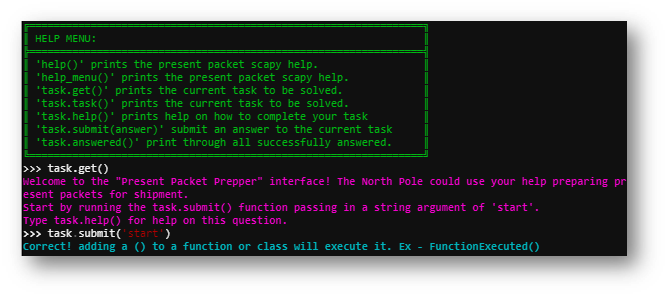 HELP MENU:
'help()' prints the present packet scapy help.
'help_menu()' prints the present packet scapy help.
'task.get()' prints the current task to be solved.
'task.task()' prints the current task to be solved.
'task.help()' prints help on how to complete your task
'task.submit(answer)' submit an answer to the current task
'task.answered()' print through all successfully answered.
>>> task.get()
Welcome to the "Present Packet Prepper" interface! The North Pole could use your help preparing pr
esent packets for shipment.
Start by running the task.submit() function passing in a string argument of 'start'.
Type task.help() for help on this question.
>>> task.submit('start')
Correct! adding a () to a function or class will execute it. Ex - FunctionExecuted()